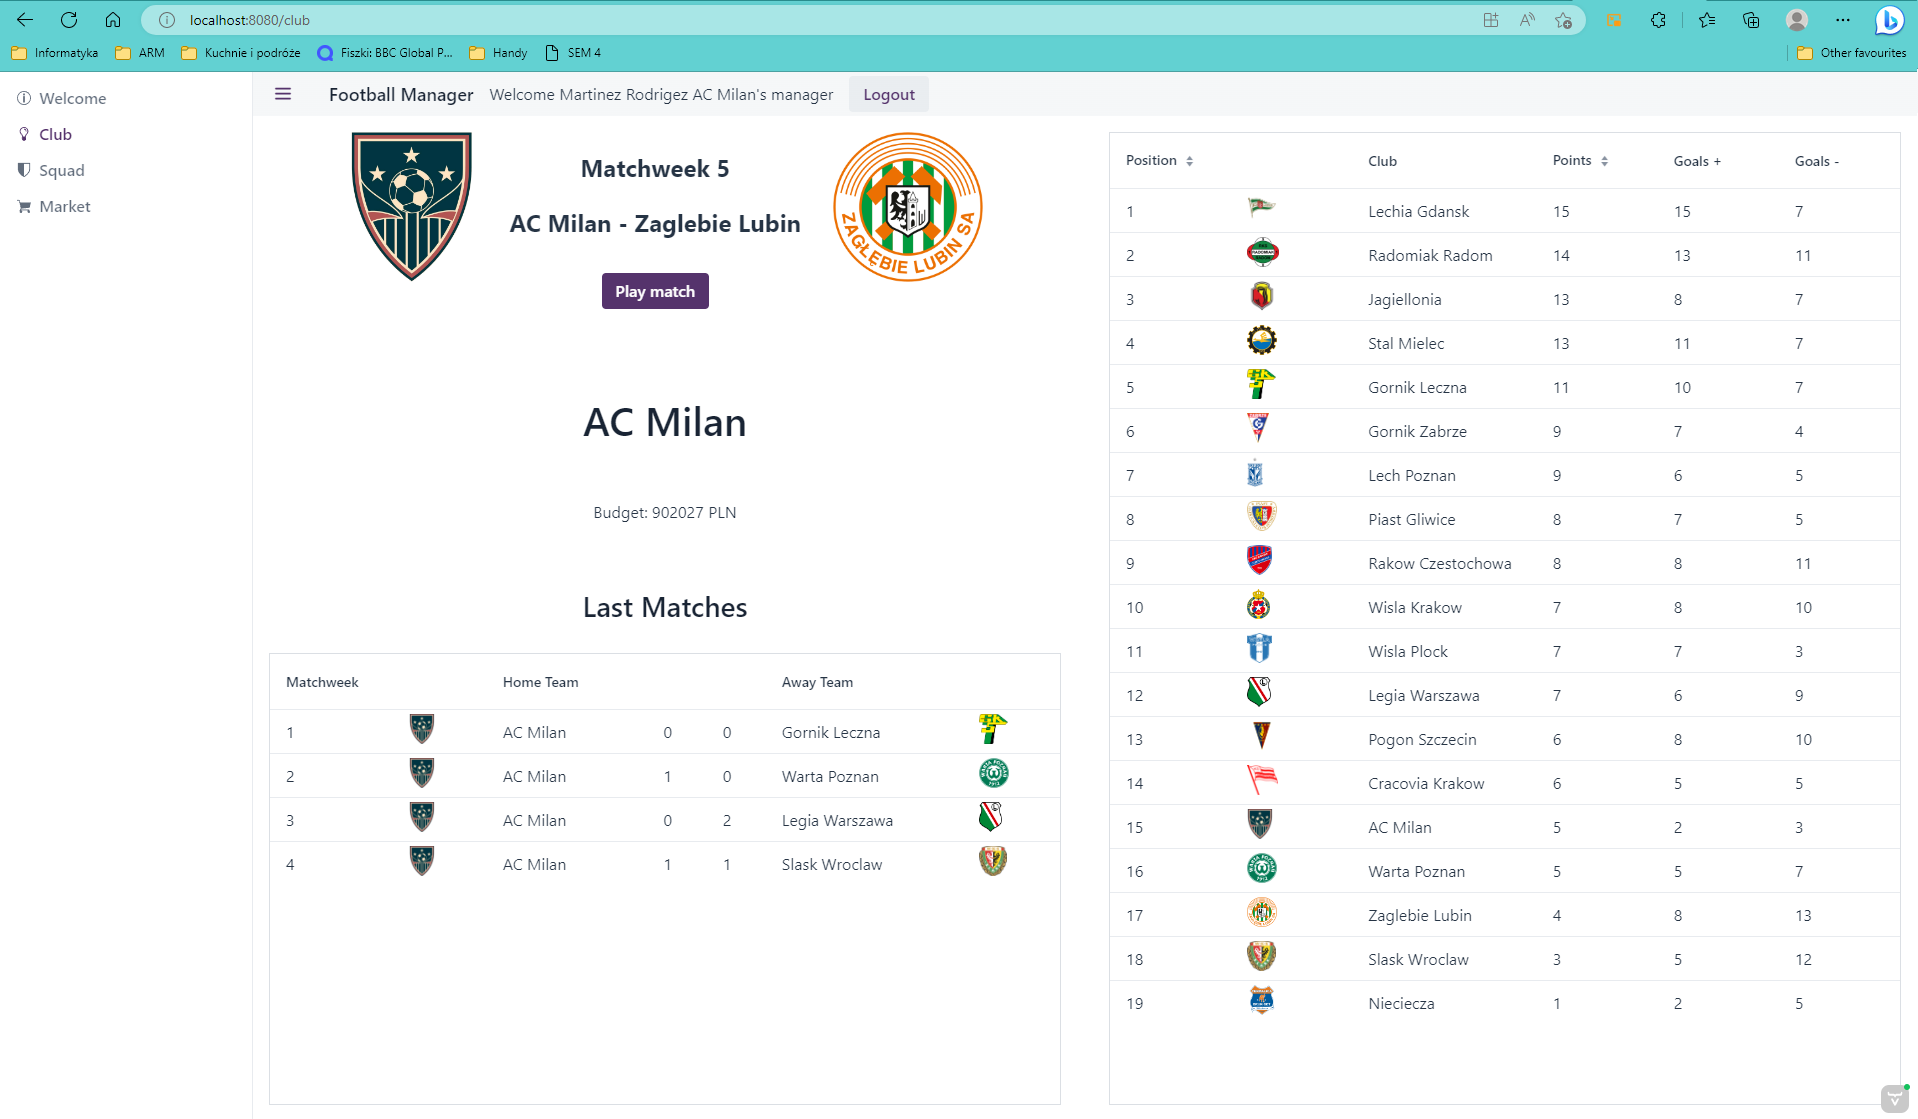 localhost:8080/club
Informatyka
ARM
Kuchnie i podróże
Fiszki: BBC Global P...
Handy
SEM 4
Other favourites
Welcome
Club
Squad
Market
Football Manager Welcome Martinez Rodrigez AC Milan's manager Logout
Matchweek 5
AC Milan - Zaglebie Lubin
Play match
ZAGŁĘBIE LUBIN SA
AC Milan
Budget: 902027 PLN
Last Matches
Matchweek Home Team Away Team
1 AC Milan 0 0 Gornik Leczna
2 AC Milan 1 0 Warta Poznan
3 AC Milan 0 2 Legia Warszawa
4 AC Milan 1 1 Slask Wroclaw
Position Club Points Goals + Goals -
1 Lechia Gdansk 15 15 7
2 Radomiak Radom 14 13 11
3 Jagiellonia 13 8 7
4 Stal Mielec 13 11 7
5 Gornik Leczna 11 10 7
6 Gornik Zabrze 9 7 4
7 Lech Poznan 9 6 5
8 Piast Gliwice 8 7 5
9 Rakow Czestochowa 8 8 11
10 Wisla Krakow 7 8 10
11 Wisla Plock 7 7 3
12 Legia Warszawa 7 6 9
13 Pogon Szczecin 6 8 10
14 Cracovia Krakow 6 5 5
15 AC Milan 5 2 3
16 Warta Poznan 5 5 7
17 Zaglebie Lubin 4 8 13
18 Slask Wroclaw 3 5 12
19 Nieciecza 1 2 5